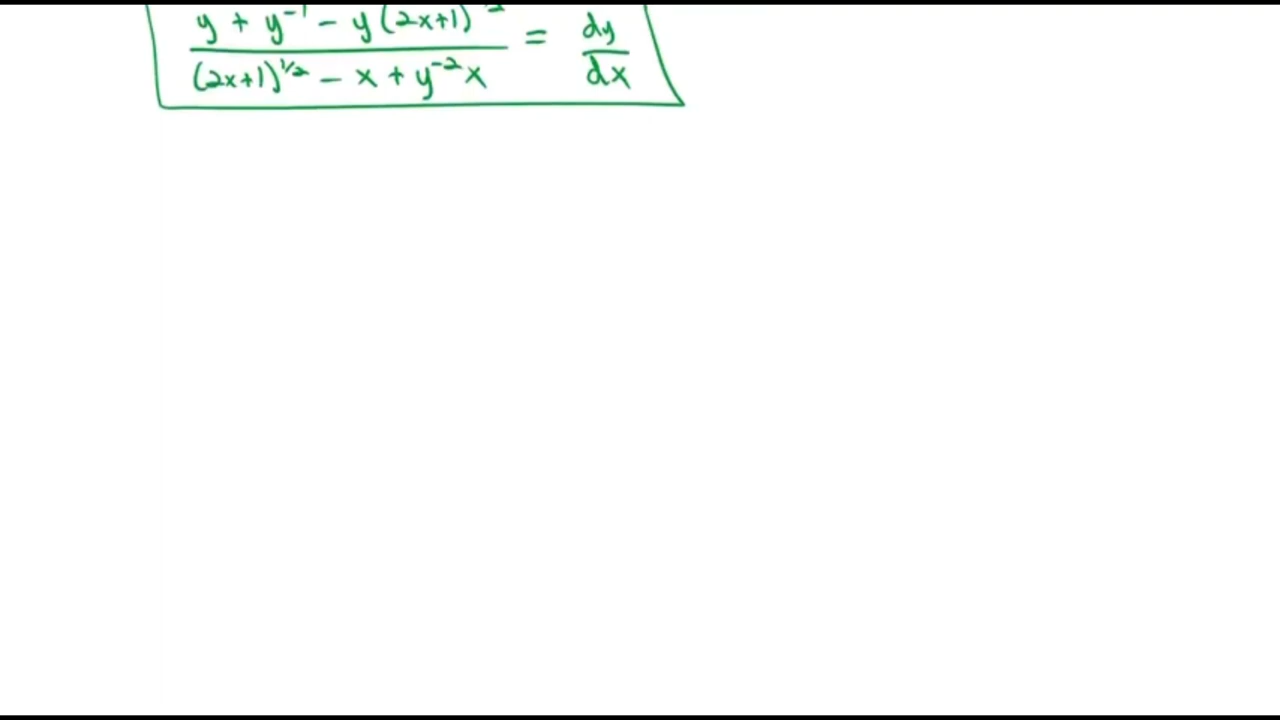 y + y⁻¹ - y(2x+1)
(2x+1)^{1/2} - x + y⁻²x
= dy
dx